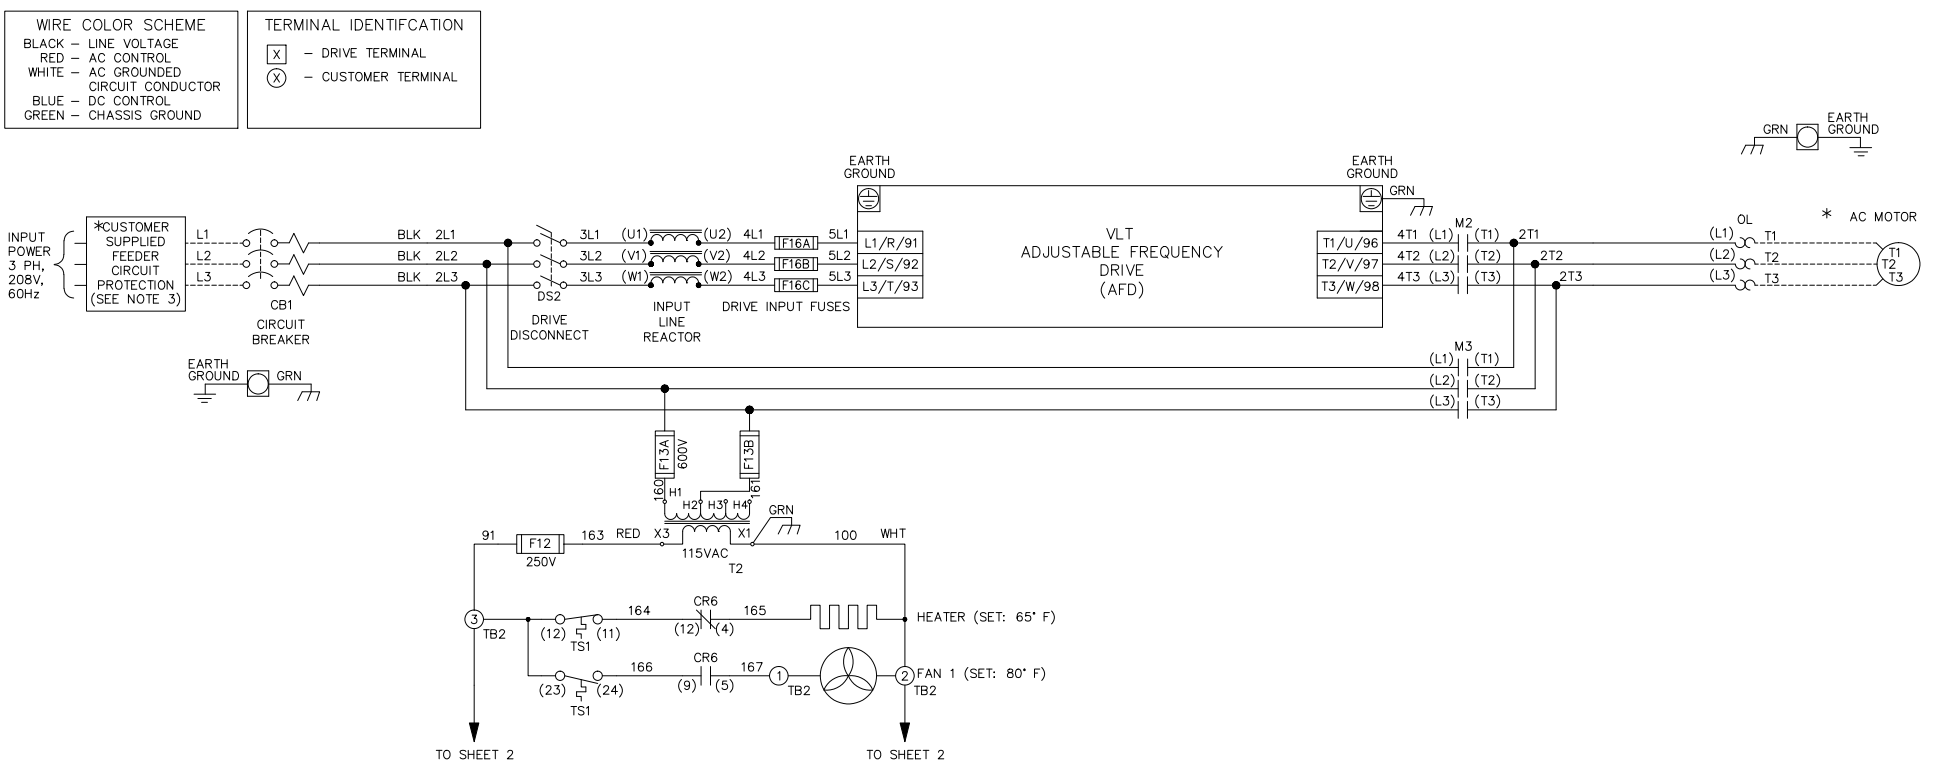 WIRE COLOR SCHEME
BLACK – LINE VOLTAGE
RED – AC CONTROL
WHITE – AC GROUNDED
CIRCUIT CONDUCTOR
BLUE – DC CONTROL
GREEN – CHASSIS GROUND
TERMINAL IDENTIFCATION
X – DRIVE TERMINAL
X – CUSTOMER TERMINAL
GRN
EARTH
GROUND
INPUT
POWER
3 PH,
208V,
60Hz
*CUSTOMER
SUPPLIED
FEEDER
CIRCUIT
PROTECTION
(SEE NOTE 3)
L1
L2
L3
CB1
CIRCUIT
BREAKER
BLK 2L1
BLK 2L2
BLK 2L3
DS2
DRIVE
DISCONNECT
3L1
3L2
3L3
(U1) (U2)
(V1) (V2)
(W1) (W2)
INPUT
LINE
REACTOR
4L1 F16A 5L1
4L2 F16B 5L2
4L3 F16C 5L3
DRIVE INPUT FUSES
EARTH
GROUND
L1/R/91
L2/S/92
L3/T/93
VLT
ADJUSTABLE FREQUENCY
DRIVE
(AFD)
EARTH
GROUND
GRN
T1/U/96
T2/V/97
T3/W/98
M2
4T1 (L1) (T1) 2T1
4T2 (L2) (T2) 2T2
4T3 (L3) (T3) 2T3
OL
(L1) T1
(L2) T2
(L3) T3
* AC MOTOR
T1
T2
T3
M3
(L1) (T1)
(L2) (T2)
(L3) (T3)
EARTH
GROUND
GRN
F13A
600V
F13B
160
161
H1
H2
H3
H4
GRN
91
F12
250V
163
RED
X3
X1
115VAC
T2
100
WHT
3
TB2
(12) (11)
TS1
164
CR6
(12) (4)
165
HEATER (SET: 65° F)
(23) (24)
TS1
166
CR6
(9) (5)
167
1
TB2
2
TB2
FAN 1 (SET: 80° F)
TO SHEET 2
TO SHEET 2